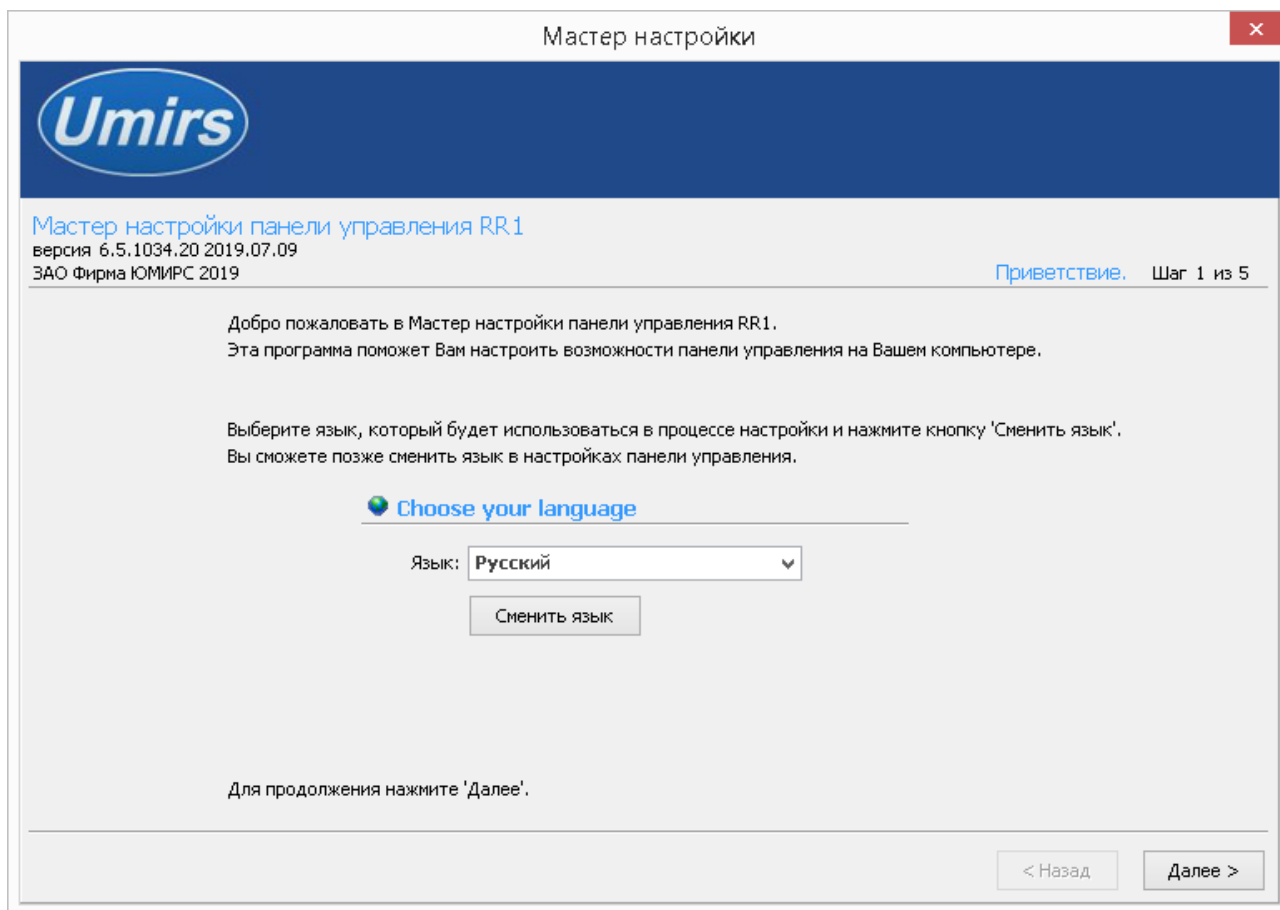 Мастер настройки
Umirs
Мастер настройки панели управления RR1
версия 6.5.1034.20 2019.07.09
ЗАО Фирма ЮМИРС 2019
Приветствие. Шаг 1 из 5
Добро пожаловать в Мастер настройки панели управления RR1.
Эта программа поможет Вам настроить возможности панели управления на Вашем компьютере.
Выберите язык, который будет использоваться в процессе настройки и нажмите кнопку 'Сменить язык'.
Вы сможете позже сменить язык в настройках панели управления.
Choose your language
Язык: Русский
Сменить язык
Для продолжения нажмите 'Далее'.
< Назад Далее >